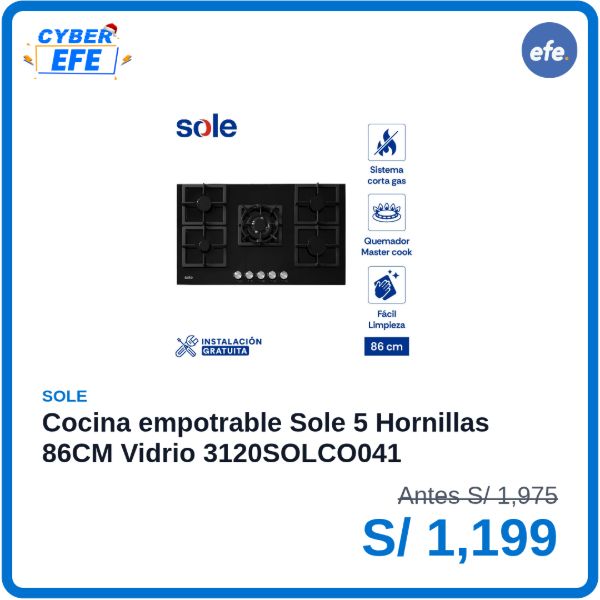 CYBER
EFE
efe.
sole
Sistema
corta gas
Quemador
Master cook
Fácil
Limpieza
86 cm
sole
INSTALACIÓN
GRATUITA
SOLE
Cocina empotrable Sole 5 Hornillas
86CM Vidrio 3120SOLCO041
Antes S/ 1,975
S/ 1,199